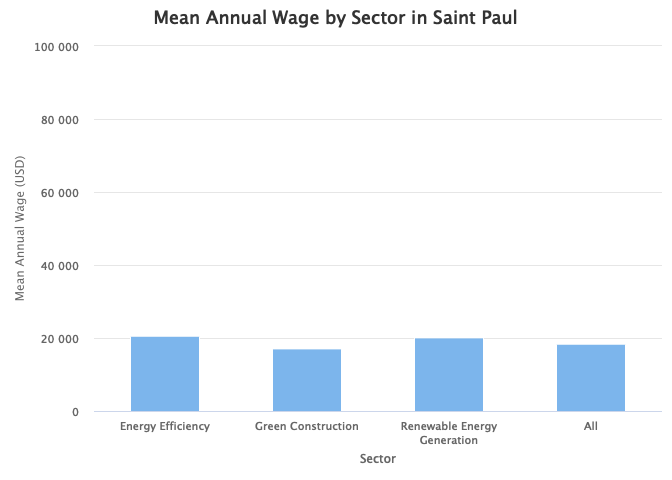 Mean Annual Wage by Sector in Saint Paul
Mean Annual Wage (USD)
100 000
80 000
60 000
40 000
20 000
0
Energy Efficiency
Green Construction
Renewable Energy
Generation
All
Sector